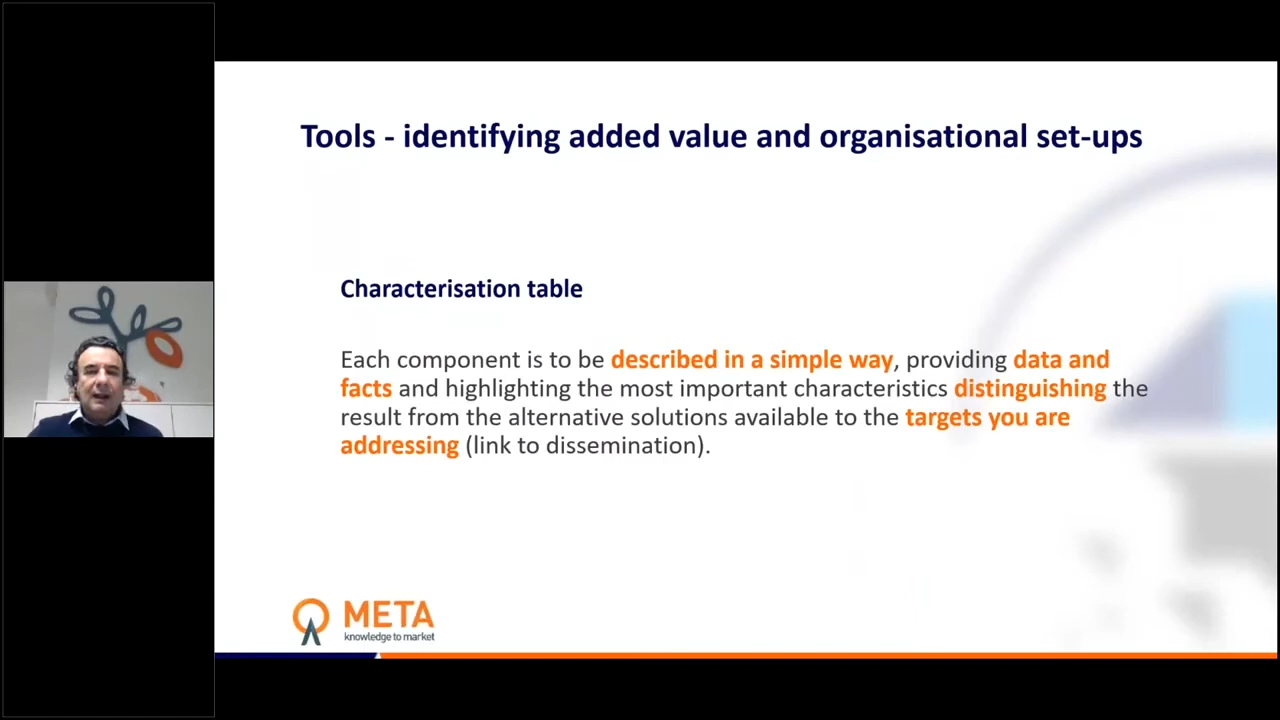 Tools - identifying added value and organisational set-ups
Characterisation table
Each component is to be described in a simple way, providing data and
facts and highlighting the most important characteristics distinguishing the
result from the alternative solutions available to the targets you are
addressing (link to dissemination).
META
knowledge to market